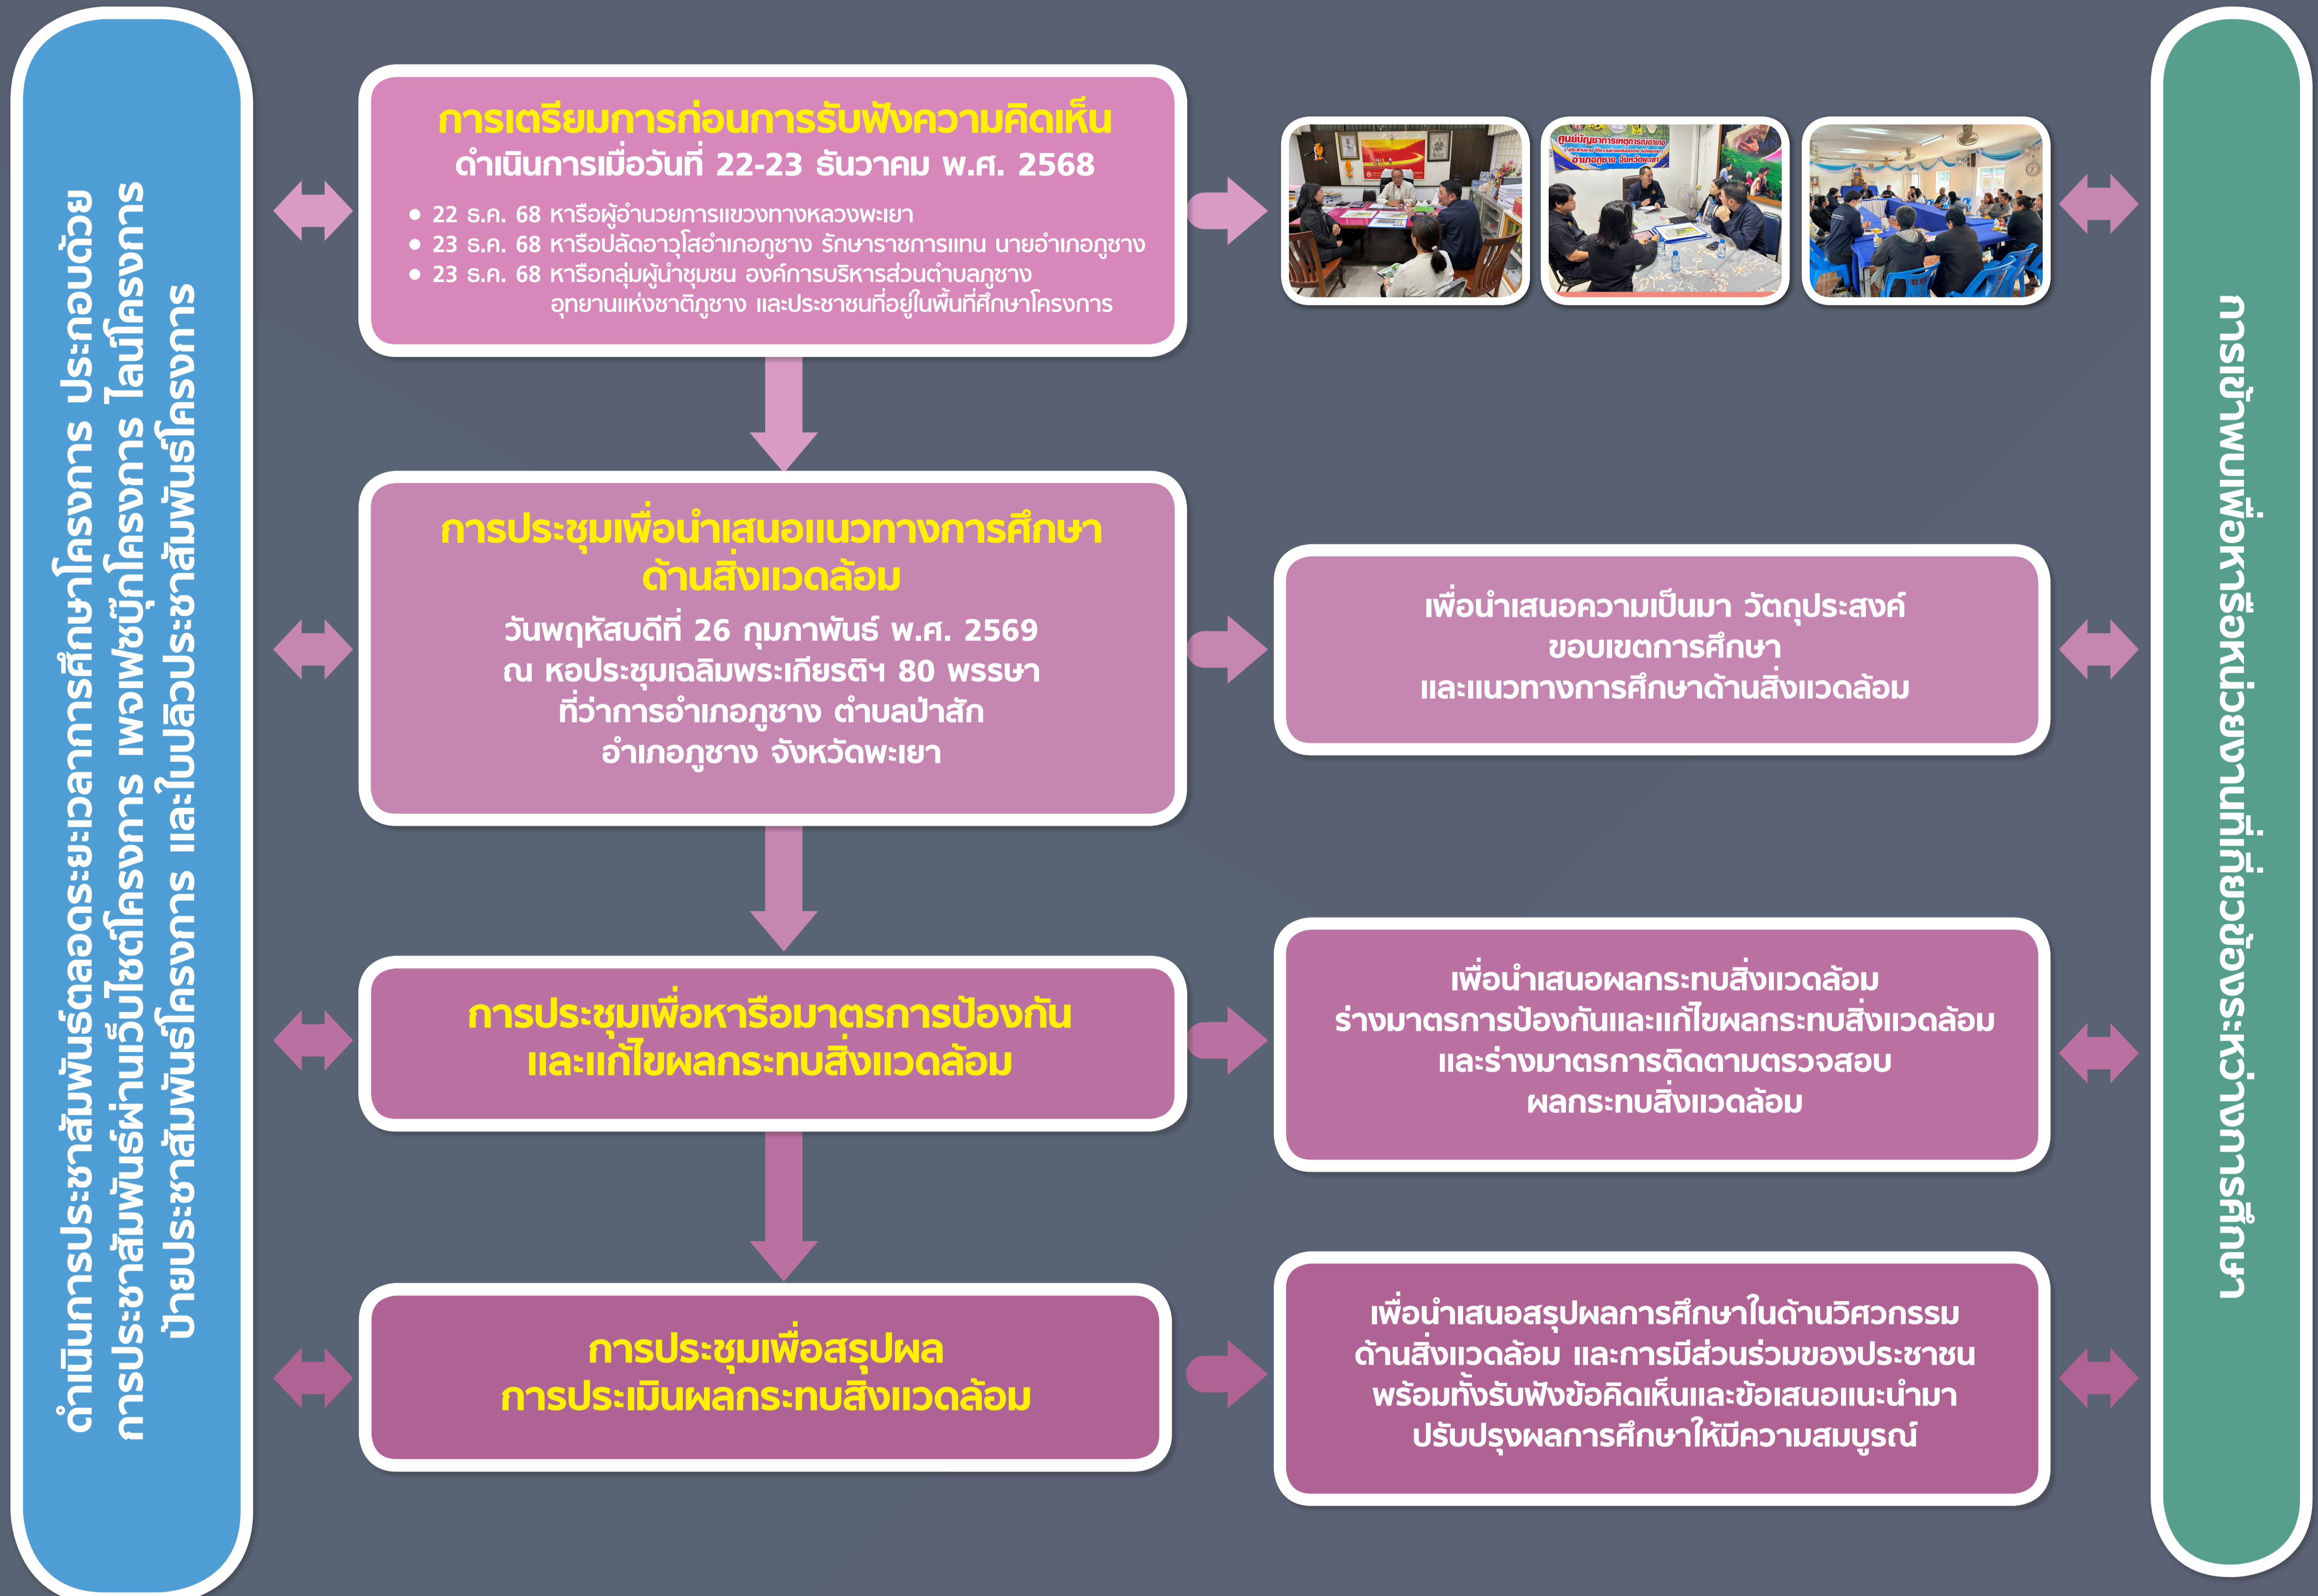 ดำเนินการประชาสัมพันธ์ตลอดระยะเวลาการศึกษาโครงการ ประกอบด้วย
การประชาสัมพันธ์ผ่านเว็บไซต์โครงการ เพจเฟซบุ๊กโครงการ ไลน์โครงการ
ป้ายประชาสัมพันธ์โครงการ และใบปลิวประชาสัมพันธ์โครงการ
การเตรียมการก่อนการรับฟังความคิดเห็น
ดำเนินการเมื่อวันที่ 22-23 ธันวาคม พ.ศ. 2568
• 22 ธ.ค. 68 หารือผู้อำนวยการแขวงทางหลวงพะเยา
• 23 ธ.ค. 68 หารือปลัดอาวุโสอำเภอภูซาง รักษาราชการแทน นายอำเภอภูซาง
• 23 ธ.ค. 68 หารือกลุ่มผู้นำชุมชน องค์การบริหารส่วนตำบลภูซาง
อุทยานแห่งชาติภูซาง และประชาชนที่อยู่ในพื้นที่ศึกษาโครงการ
ศูนย์บัญชาการเหตุการณ์อำเภอ
อำเภอภูซาง จังหวัดพะเยา
การประชุมเพื่อนำเสนอแนวทางการศึกษา
ด้านสิ่งแวดล้อม
วันพฤหัสบดีที่ 26 กุมภาพันธ์ พ.ศ. 2569
ณ หอประชุมเฉลิมพระเกียรติฯ 80 พรรษา
ที่ว่าการอำเภอภูซาง ตำบลป่าสัก
อำเภอภูซาง จังหวัดพะเยา
เพื่อนำเสนอความเป็นมา วัตถุประสงค์
ขอบเขตการศึกษา
และแนวทางการศึกษาด้านสิ่งแวดล้อม
การประชุมเพื่อหารือมาตรการป้องกัน
และแก้ไขผลกระทบสิ่งแวดล้อม
เพื่อนำเสนอผลกระทบสิ่งแวดล้อม
ร่างมาตรการป้องกันและแก้ไขผลกระทบสิ่งแวดล้อม
และร่างมาตรการติดตามตรวจสอบ
ผลกระทบสิ่งแวดล้อม
การประชุมเพื่อสรุปผล
การประเมินผลกระทบสิ่งแวดล้อม
เพื่อนำเสนอสรุปผลการศึกษาในด้านวิศวกรรม
ด้านสิ่งแวดล้อม และการมีส่วนร่วมของประชาชน
พร้อมทั้งรับฟังข้อคิดเห็นและข้อเสนอแนะนำมา
ปรับปรุงผลการศึกษาให้มีความสมบูรณ์
การเข้าพบเพื่อหารือหน่วยงานที่เกี่ยวข้องระหว่างการศึกษา